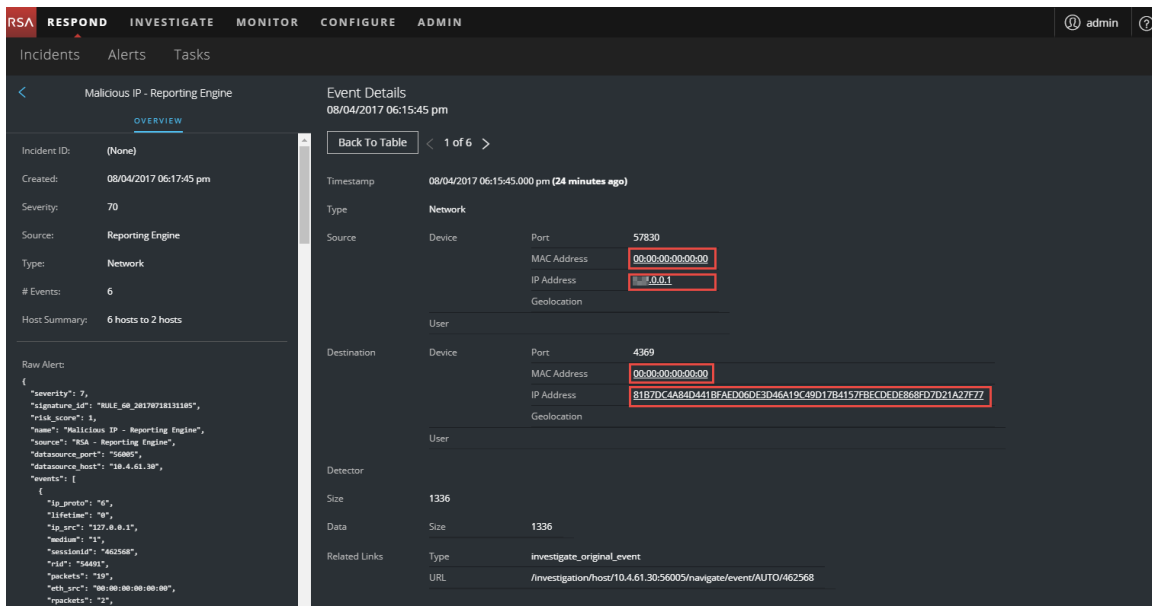 RSA RESPOND INVESTIGATE MONITOR CONFIGURE ADMIN admin ?
Incidents Alerts Tasks
Malicious IP - Reporting Engine
OVERVIEW
Incident ID: (None)
Created: 08/04/2017 06:17:45 pm
Severity: 70
Source: Reporting Engine
Type: Network
# Events: 6
Host Summary: 6 hosts to 2 hosts
Raw Alert:
{
"severity": 7,
"signature_id": "RULE_60_20170718131105",
"risk_score": 1,
"name": "Malicious IP - Reporting Engine",
"source": "RSA - Reporting Engine",
"datasource_port": "56005",
"datasource_host": "10.4.61.30",
"events": [
{
"ip_proto": "6",
"lifetime": "0",
"ip_src": "127.0.0.1",
"medium": "1",
"sessionid": "462568",
"rid": "54491",
"packets": "19",
"eth_src": "00:00:00:00:00:00",
"rpackets": "2",
Event Details
08/04/2017 06:15:45 pm
Back To Table < 1 of 6 >
Timestamp 08/04/2017 06:15:45.000 pm (24 minutes ago)
Type Network
Source Device Port 57830
MAC Address 00:00:00:00:00:00
IP Address .0.0.1
Geolocation
User
Destination Device Port 4369
MAC Address 00:00:00:00:00:00
IP Address 81B7DC4A84D441BFAED06DE3D46A19C49D17B4157FBECDEDE868FD7D21A27F77
Geolocation
User
Detector
Size 1336
Data Size 1336
Related Links Type investigate_original_event
URL /investigation/host/10.4.61.30:56005/navigate/event/AUTO/462568